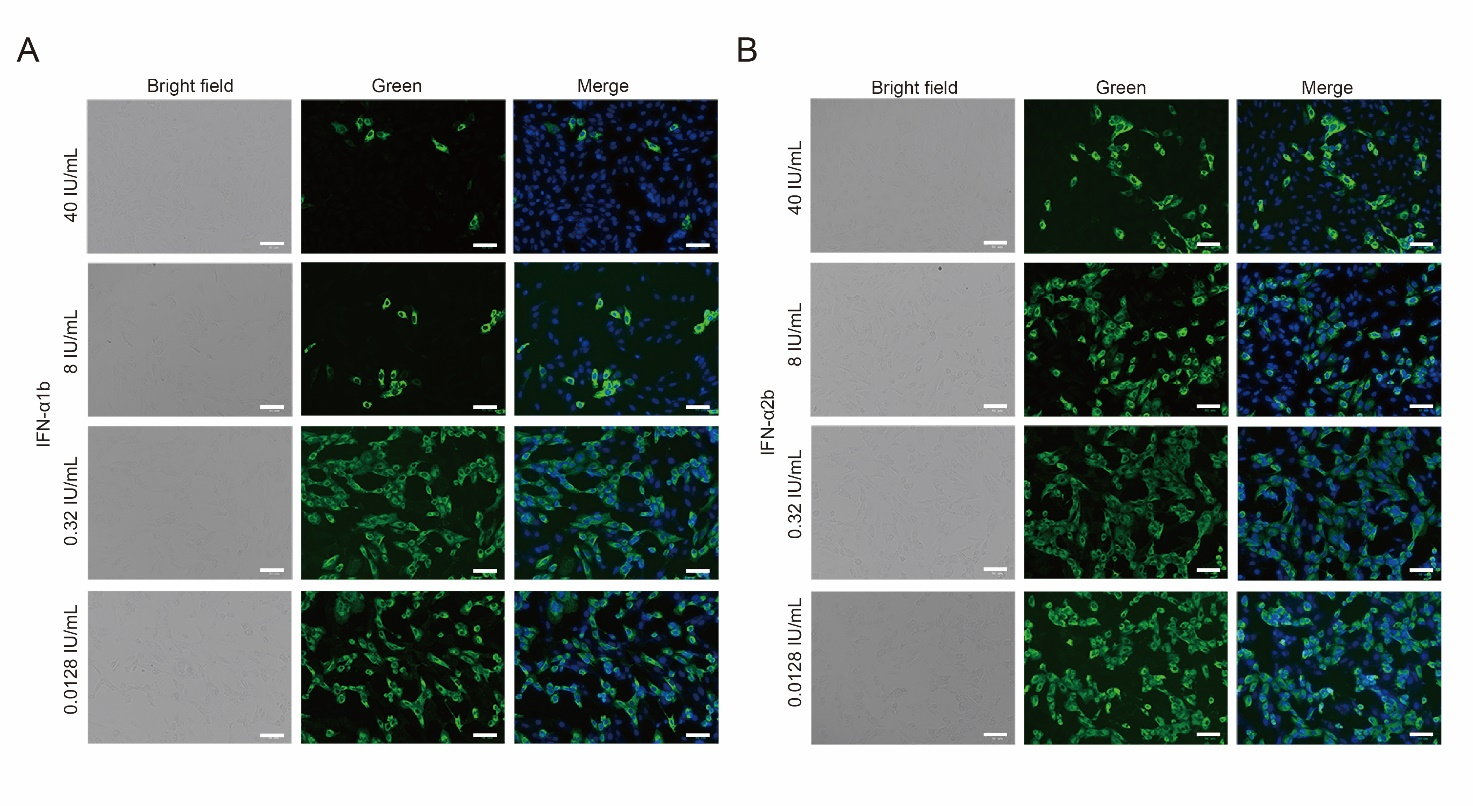 A
B
Bright field Green Merge
Bright field Green Merge
IFN-α1b
40 IU/mL
8 IU/mL
0.32 IU/mL
0.0128 IU/mL
IFN-α2b
40 IU/mL
8 IU/mL
0.32 IU/mL
0.0128 IU/mL